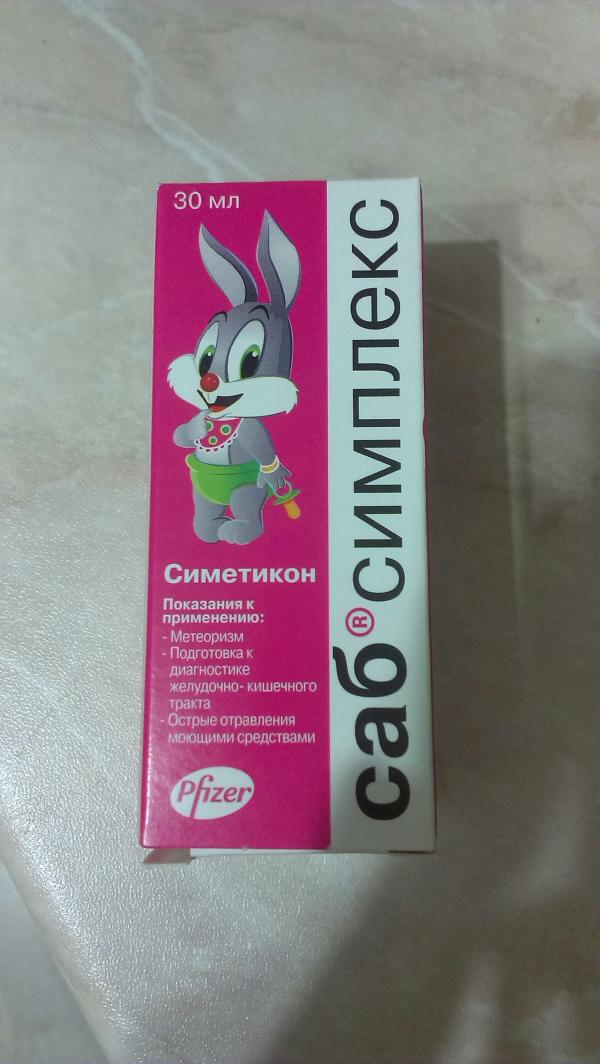 30 мл
Симетикон
Показания к
применению:
- Метеоризм
- Подготовка к
диагностике
желудочно- кишечного
тракта
- Острые отравления
моющими средствами
Pfizer
саб® симплекс